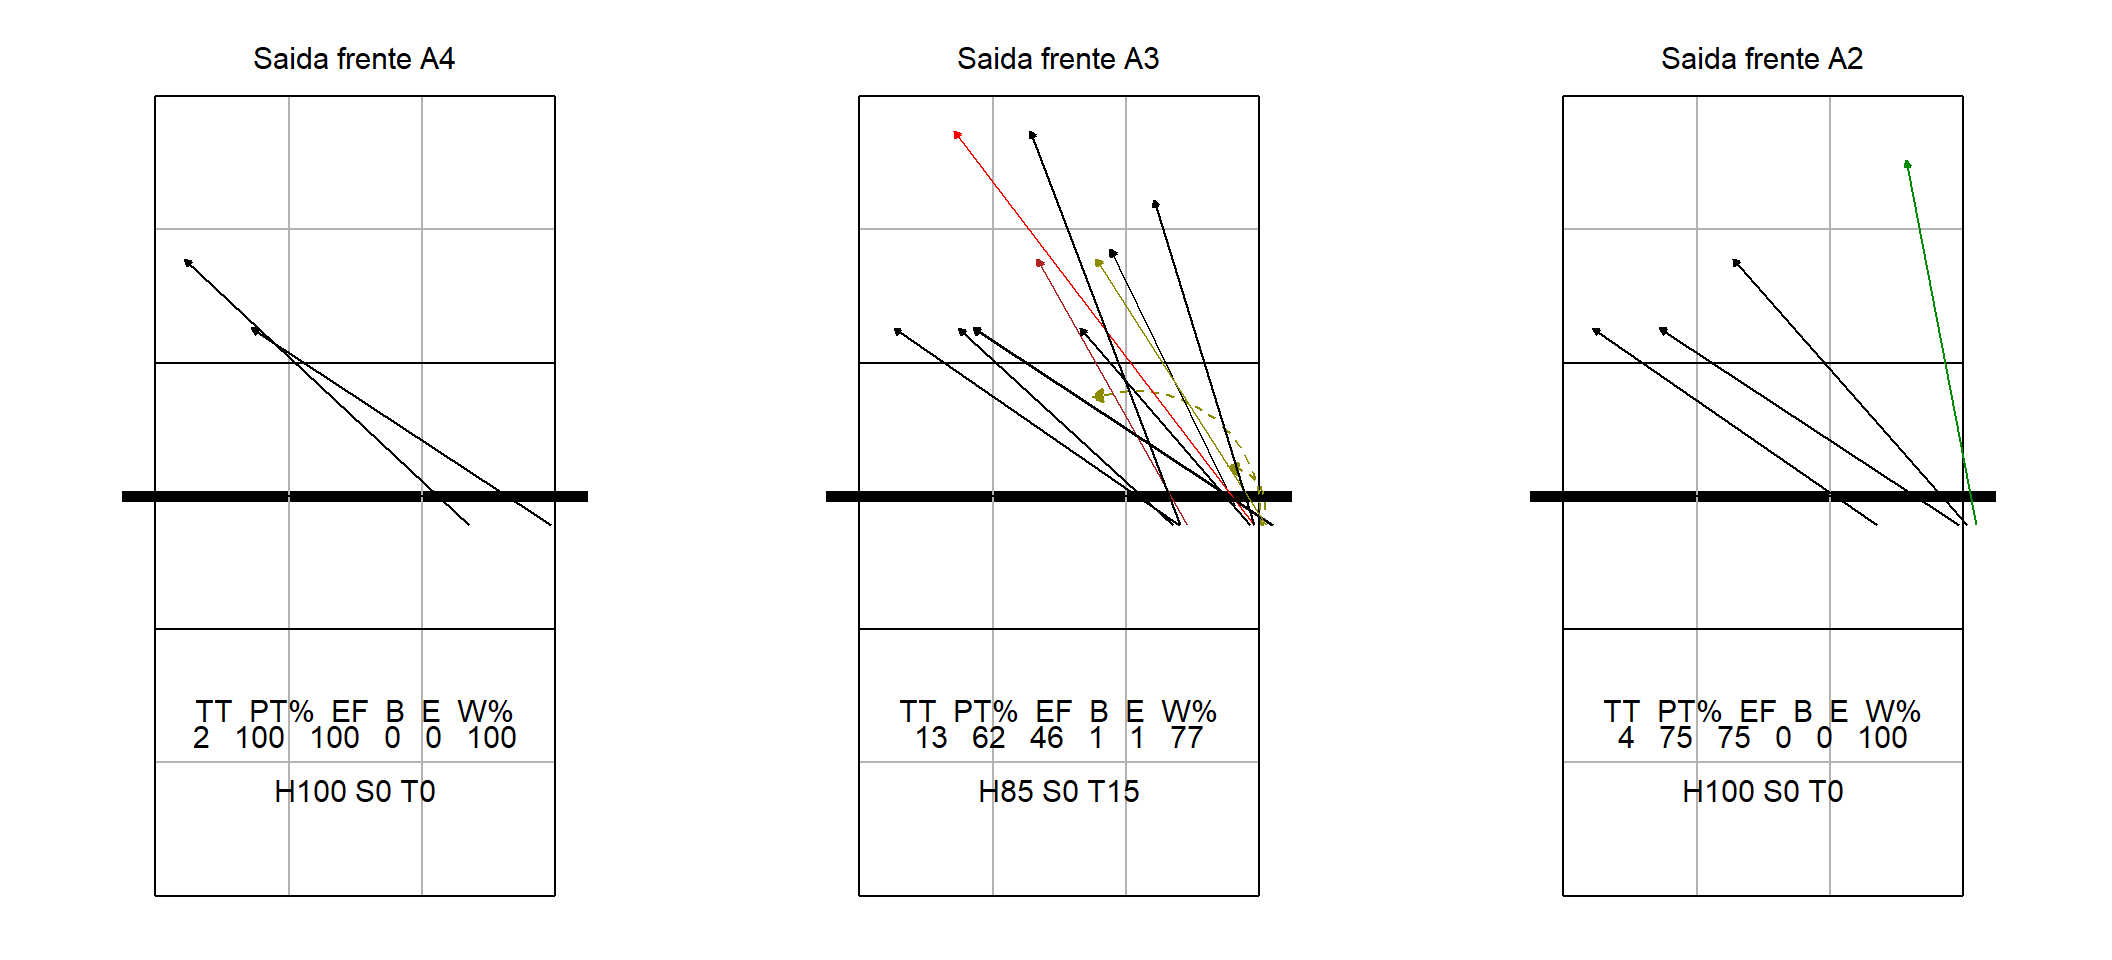 Saida frente A4
Saida frente A3
Saida frente A2
TT PT% EF B E W%
2 100 100 0 0 100
H100 S0 T0
TT PT% EF B E W%
13 62 46 1 1 77
H85 S0 T15
TT PT% EF B E W%
4 75 75 0 0 100
H100 S0 T0